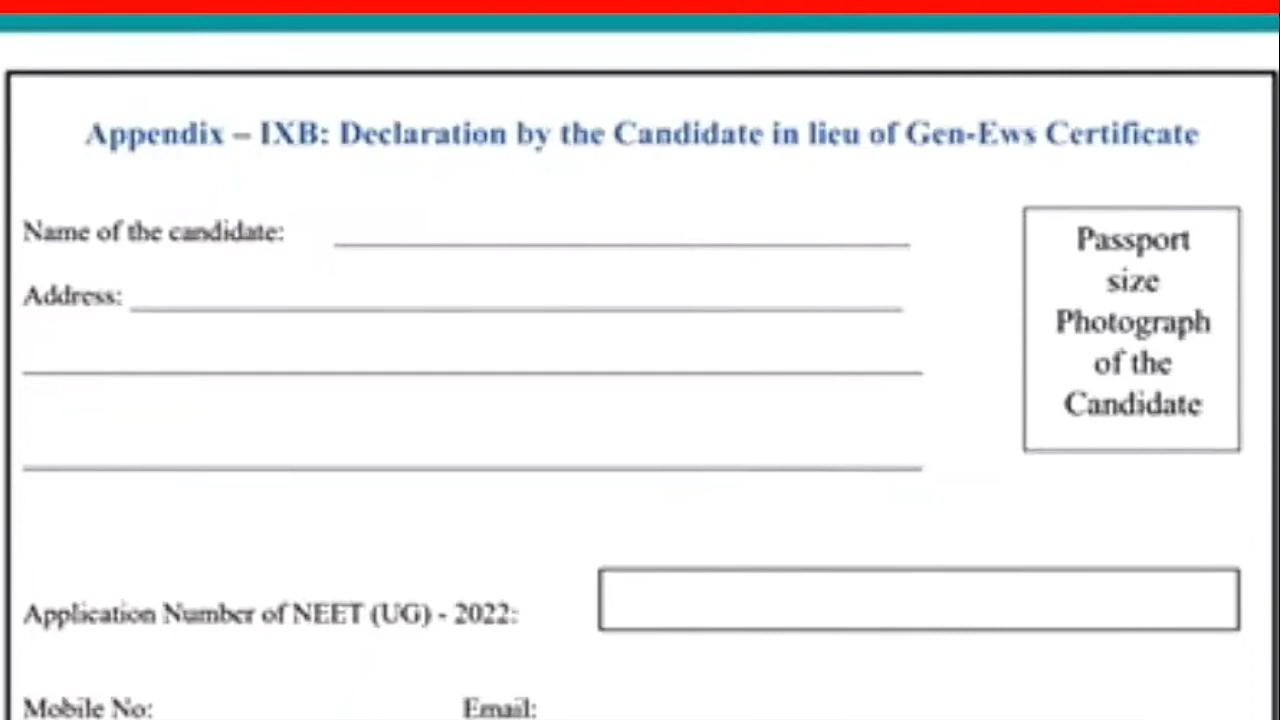 Appendix – IXB: Declaration by the Candidate in lieu of Gen-Ews Certificate
Name of the candidate:
Passport
size
Photograph
of the
Candidate
Address:
Application Number of NEET (UG) - 2022:
Mobile No: Email: